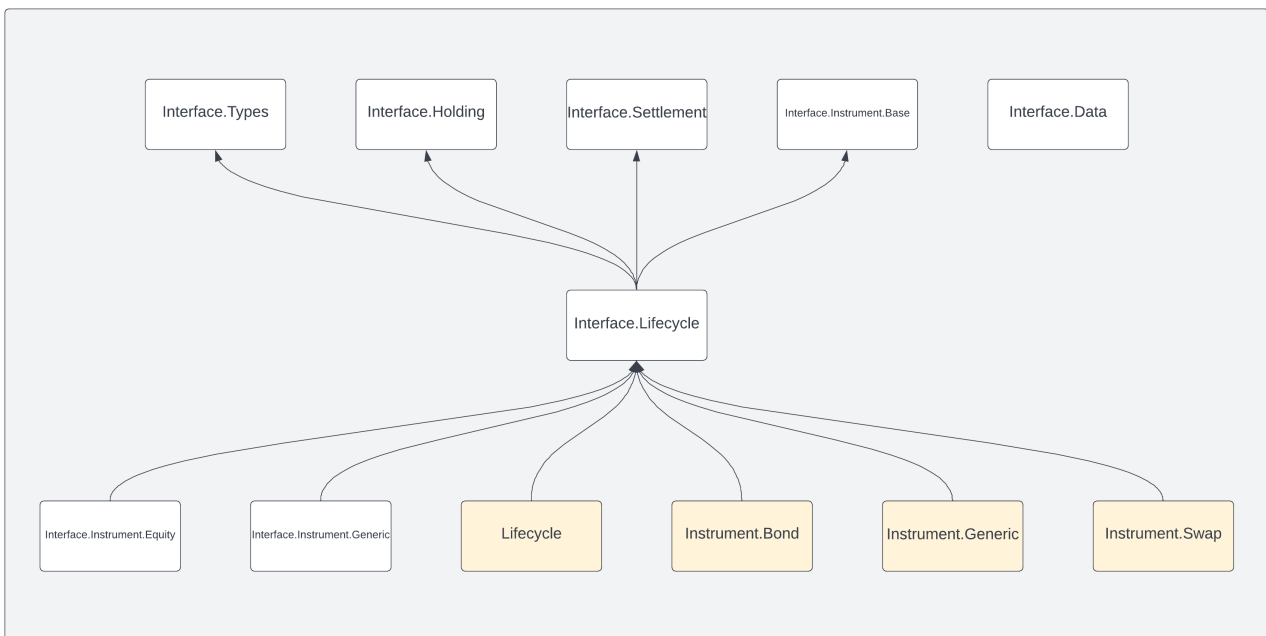 Interface.Types
Interface.Holding
Interface.Settlement
Interface.Instrument.Base
Interface.Data
Interface.Lifecycle
Interface.Instrument.Equity
Interface.Instrument.Generic
Lifecycle
Instrument.Bond
Instrument.Generic
Instrument.Swap